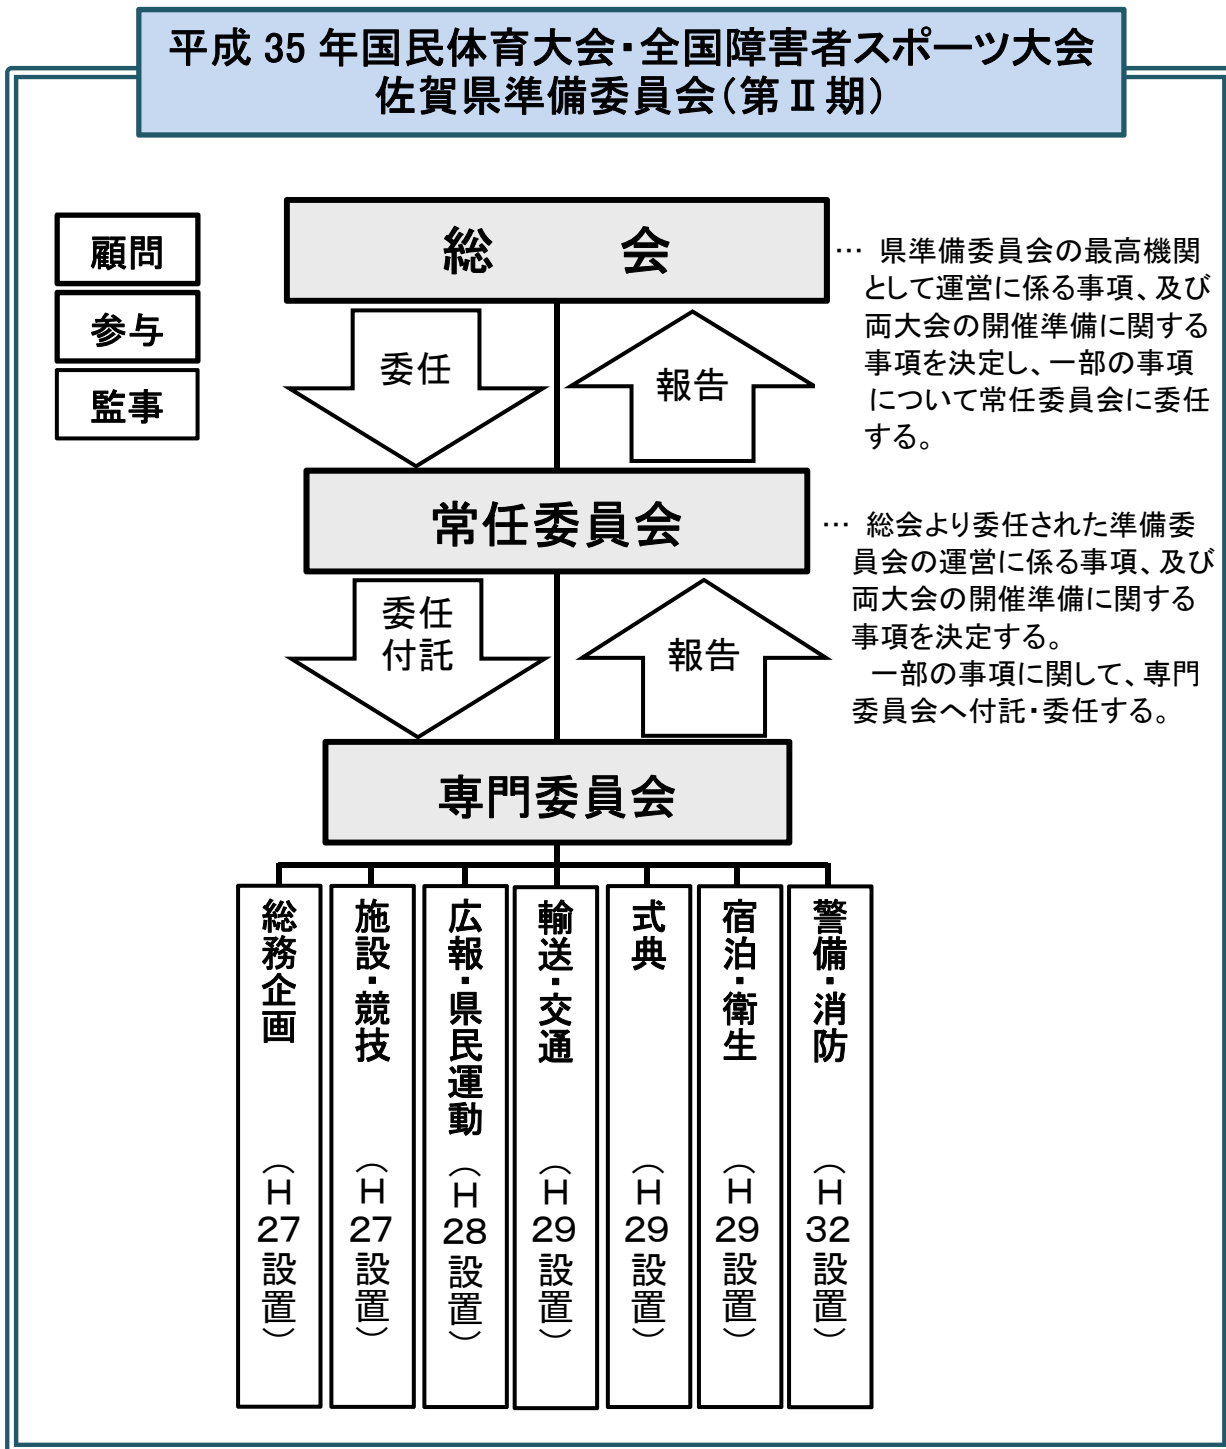 平成 35 年国民体育大会・全国障害者スポーツ大会
佐賀県準備委員会（第Ⅱ期）
顧問
参与
監事
総　会
… 県準備委員会の最高機関
として運営に係る事項、及び
両大会の開催準備に関する
事項を決定し、一部の事項
について常任委員会に委任
する。
委任
報告
常任委員会
… 総会より委任された準備委
員会の運営に係る事項、及び
両大会の開催準備に関する
事項を決定する。
一部の事項に関して、専門
委員会へ付託・委任する。
委任
付託
報告
専門委員会
総務企画（H27設置）
施設・競技（H27設置）
広報・県民運動（H28設置）
輸送・交通（H29設置）
式典（H29設置）
宿泊・衛生（H29設置）
警備・消防（H32設置）